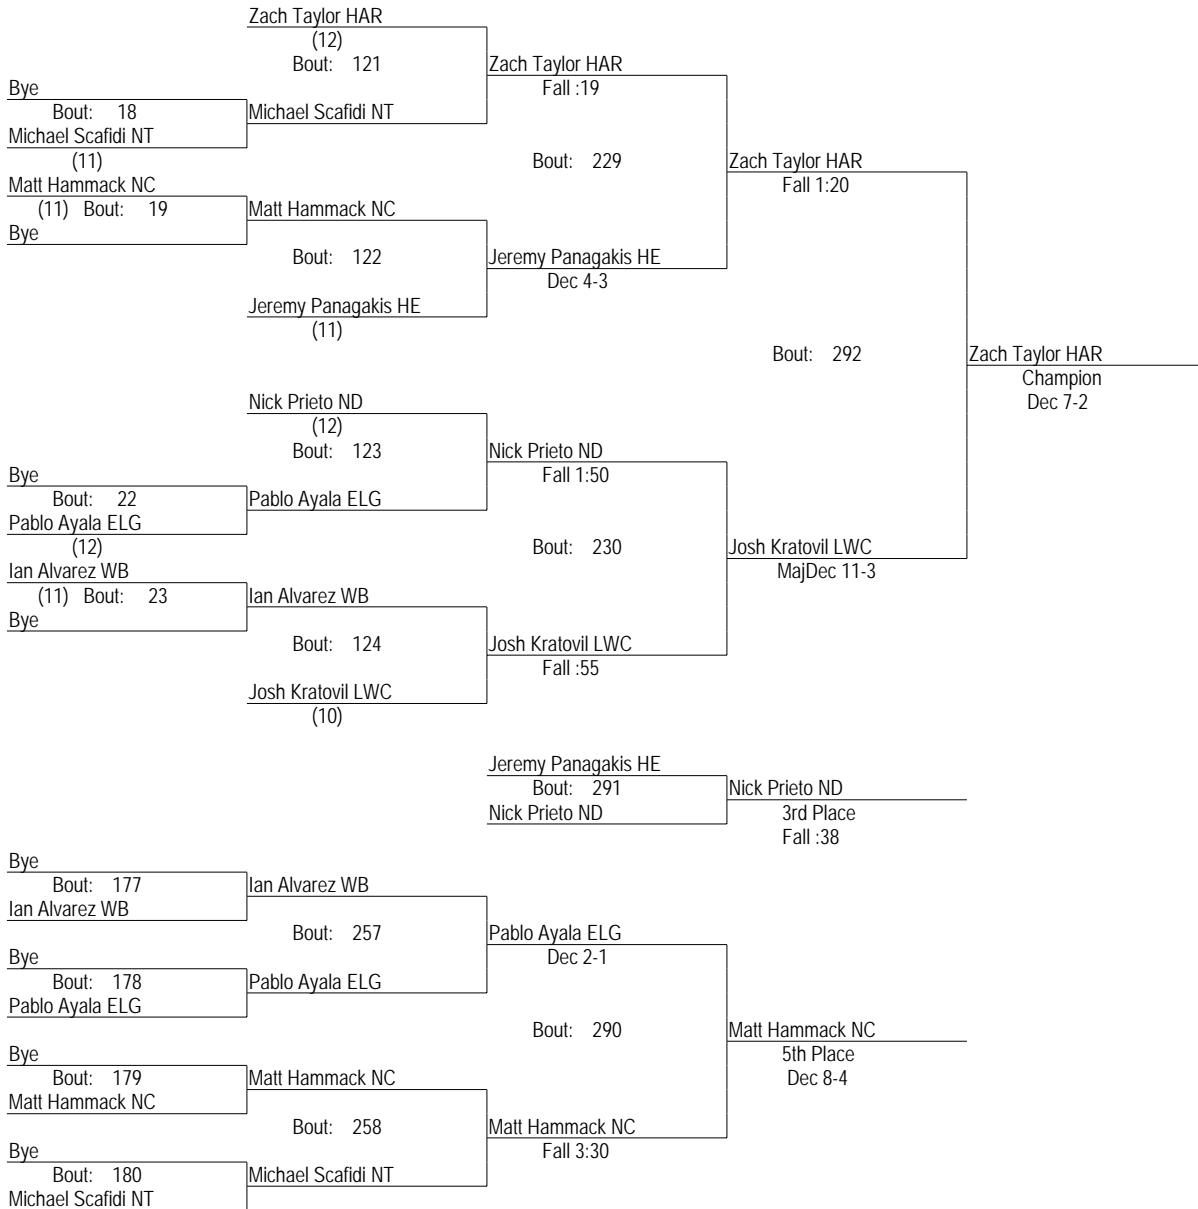 Zach Taylor HAR
(12)
Bout: 121
Zach Taylor HAR
Fall :19
Bye
Bout: 18
Michael Scafidi NT
Michael Scafidi NT
(11)
Bout: 229
Zach Taylor HAR
Fall 1:20
Matt Hammack NC
(11) Bout: 19
Matt Hammack NC
Bye
Bout: 122
Jeremy Panagakis HE
Dec 4-3
Jeremy Panagakis HE
(11)
Bout: 292
Zach Taylor HAR
Champion
Dec 7-2
Nick Prieto ND
(12)
Bout: 123
Nick Prieto ND
Fall 1:50
Bye
Bout: 22
Pablo Ayala ELG
Pablo Ayala ELG
(12)
Bout: 230
Josh Kratovil LWC
MajDec 11-3
Ian Alvarez WB
(11) Bout: 23
Ian Alvarez WB
Bye
Bout: 124
Josh Kratovil LWC
Fall :55
Josh Kratovil LWC
(10)
Jeremy Panagakis HE
Bout: 291
Nick Prieto ND
Nick Prieto ND
3rd Place
Fall :38
Bye
Bout: 177
Ian Alvarez WB
Ian Alvarez WB
Bout: 257
Pablo Ayala ELG
Dec 2-1
Bye
Bout: 178
Pablo Ayala ELG
Pablo Ayala ELG
Bout: 290
Matt Hammack NC
5th Place
Dec 8-4
Bye
Bout: 179
Matt Hammack NC
Matt Hammack NC
Bout: 258
Matt Hammack NC
Fall 3:30
Bye
Bout: 180
Michael Scafidi NT
Michael Scafidi NT